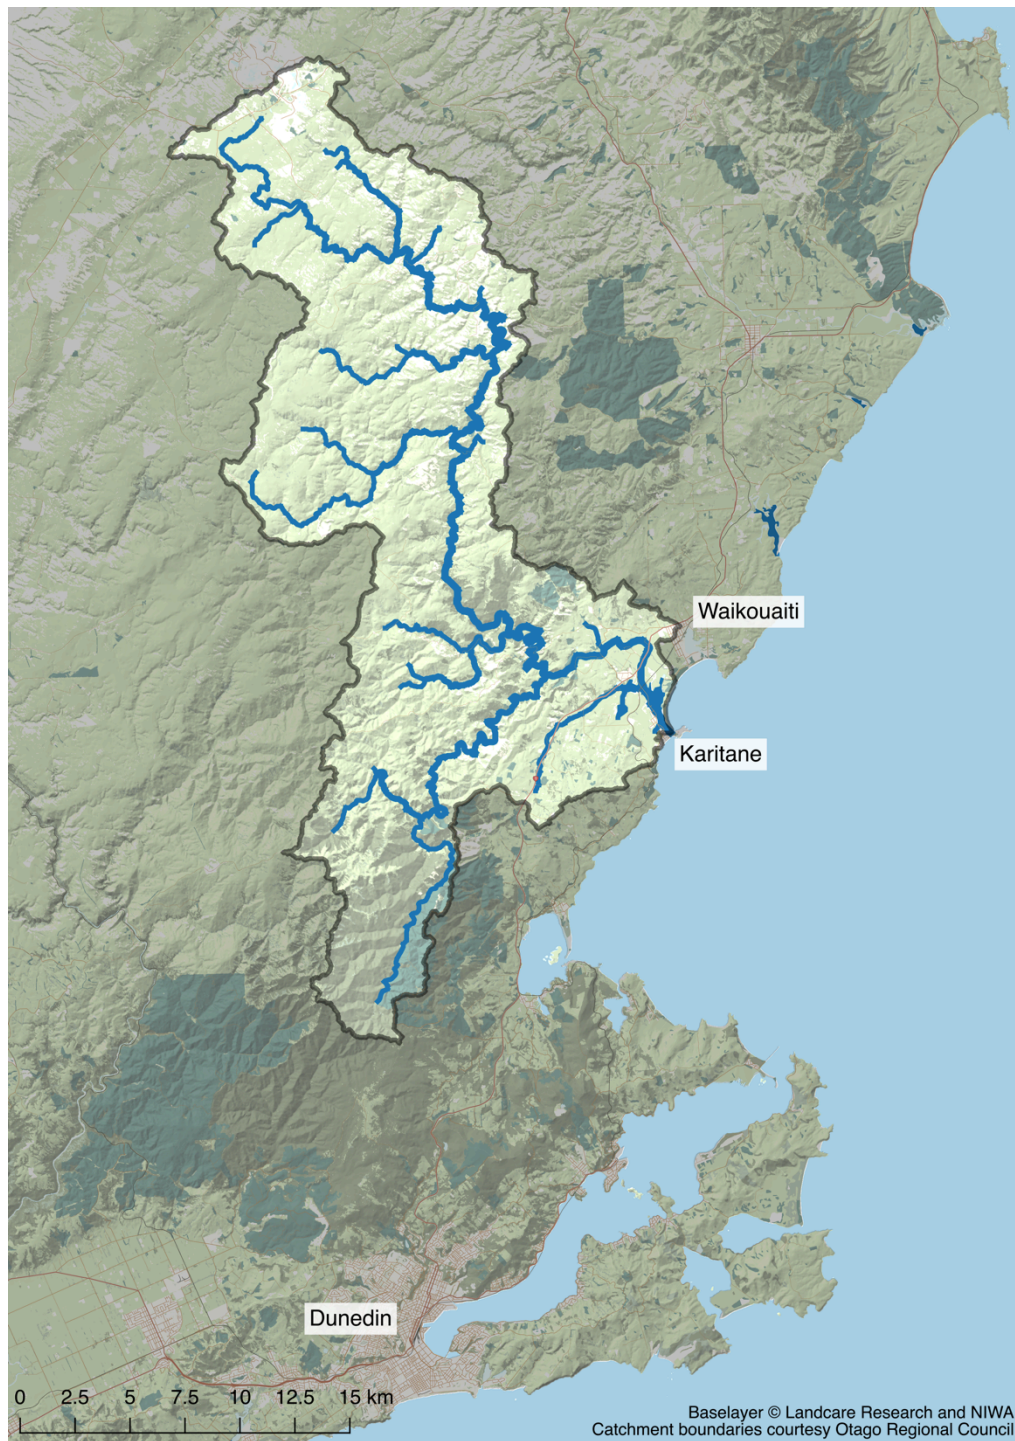 Waikouaiti
Karitane
Dunedin
0 2.5 5 7.5 10 12.5 15 km
Baselayer © Landcare Research and NIWA
Catchment boundaries courtesy Otago Regional Council